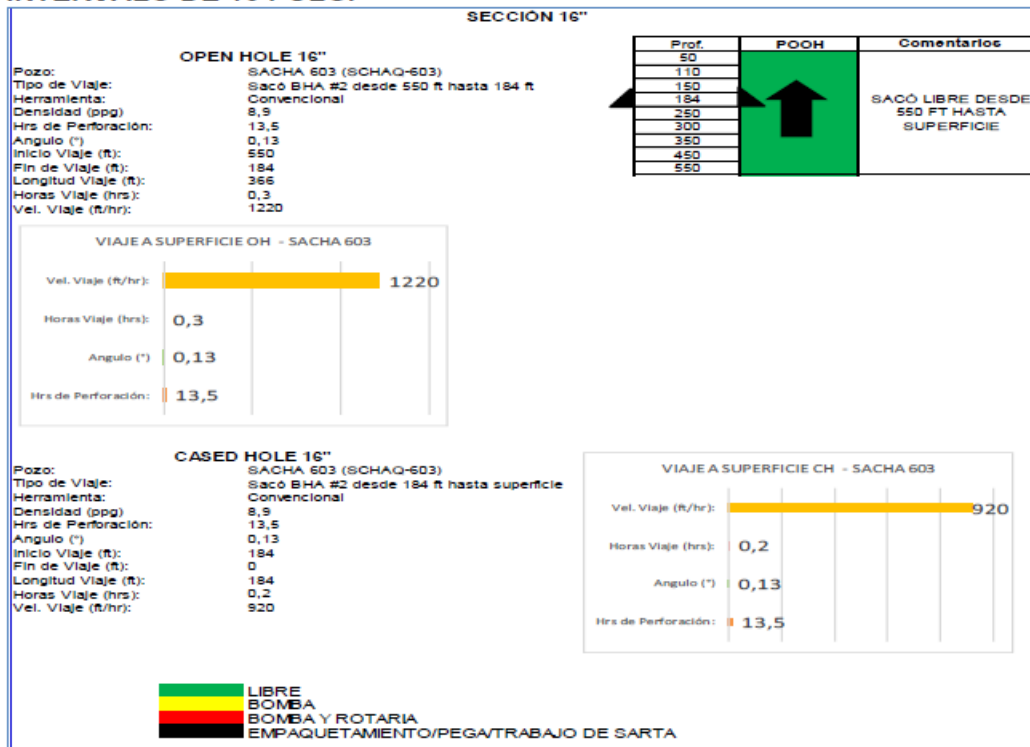 SECCIÓN 16"
OPEN HOLE 16"
Pozo: SACHA 603 (SCHAQ-603)
Tipo de Viaje: Sacó BHA #2 desde 550 ft hasta 184 ft
Herramienta: Convencional
Densidad (ppg) 8,9
Hrs de Perforación: 13,5
Angulo (°) 0,13
Inicio Viaje (ft): 550
Fin de Viaje (ft): 184
Longitud Viaje (ft): 366
Horas Viaje (hrs): 0,3
Vel. Viaje (ft/hr): 1220
Prof. POOH Comentarios
50
110
150
184
250
300
350
450
550
SACÓ LIBRE DESDE
550 FT HASTA
SUPERFICIE
VIAJE A SUPERFICIE OH - SACHA 603
Vel. Viaje (ft/hr): 1220
Horas Viaje (hrs): 0,3
Angulo (°) 0,13
Hrs de Perforación: 13,5
CASED HOLE 16"
Pozo: SACHA 603 (SCHAQ-603)
Tipo de Viaje: Sacó BHA #2 desde 184 ft hasta superficie
Herramienta: Convencional
Densidad (ppg) 8,9
Hrs de Perforación: 13,5
Angulo (°) 0,13
Inicio Viaje (ft): 184
Fin de Viaje (ft): 0
Longitud Viaje (ft): 184
Horas Viaje (hrs): 0,2
Vel. Viaje (ft/hr): 920
VIAJE A SUPERFICIE CH - SACHA 603
Vel. Viaje (ft/hr): 920
Horas Viaje (hrs): 0,2
Angulo (°) 0,13
Hrs de Perforación: 13,5
LIBRE
BOMBA
BOMBA Y ROTARIA
EMPAQUETAMIENTO/PEGA/TRABAJO DE SARTA